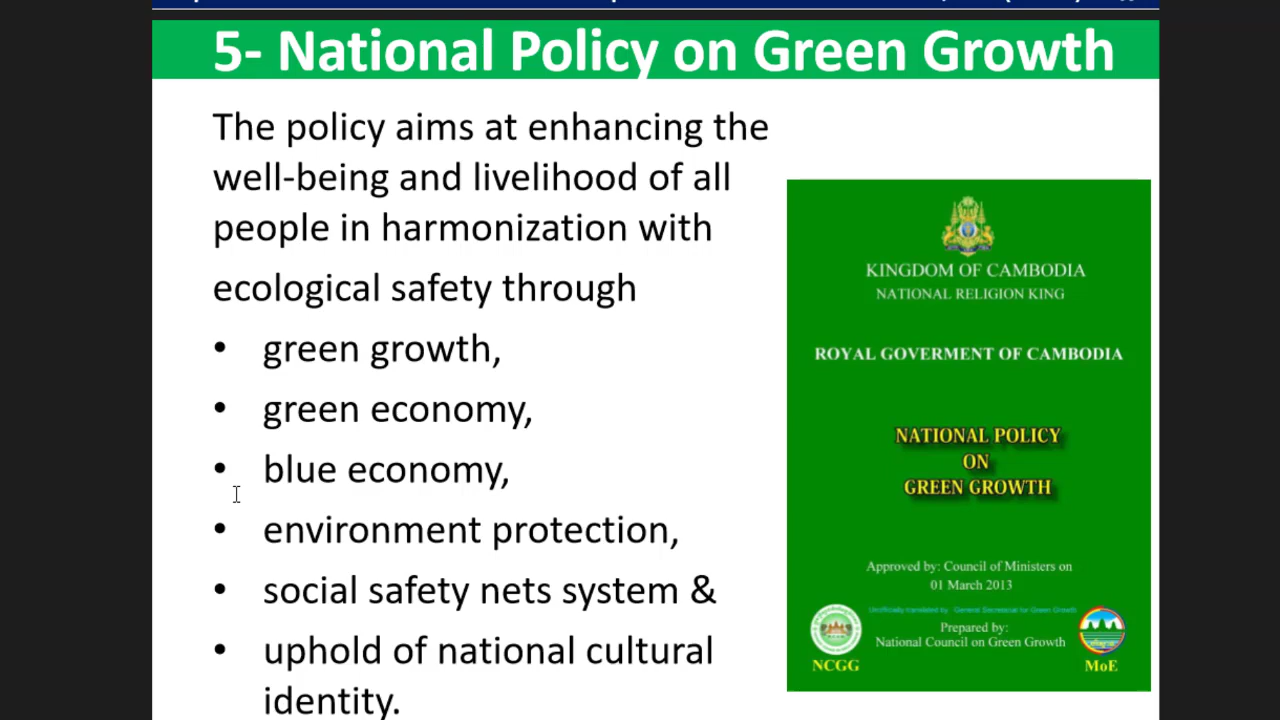 5- National Policy on Green Growth
The policy aims at enhancing the
well-being and livelihood of all
people in harmonization with
ecological safety through
• green growth,
• green economy,
• blue economy,
• environment protection,
• social safety nets system &
• uphold of national cultural
identity.
KINGDOM OF CAMBODIA
NATIONAL RELIGION KING
ROYAL GOVERMENT OF CAMBODIA
NATIONAL POLICY
ON
GREEN GROWTH
Approved by: Council of Ministers on
01 March 2013
Unofficially translated by: General Secretariat for Green Growth
Prepared by:
National Council on Green Growth
NCGG
MoE